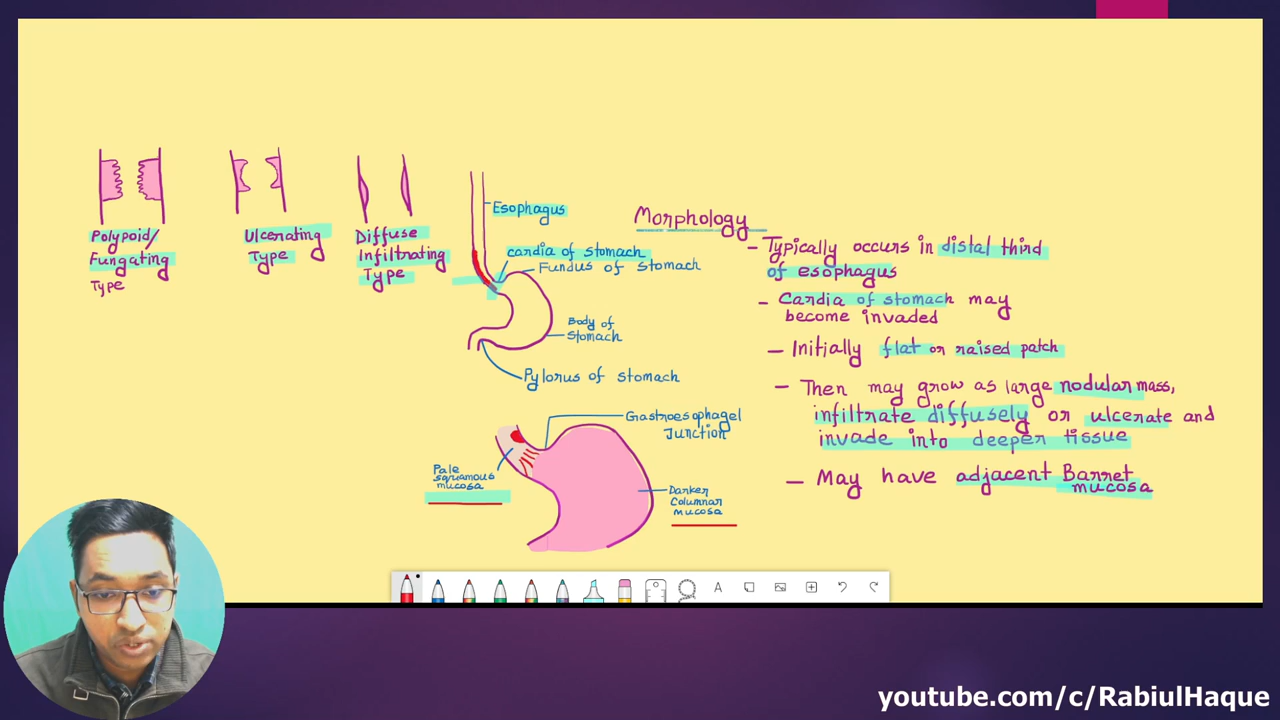 Polypoid/
Fungating
Type
Ulcerating
Type
Diffuse
Infiltrating
Type
Esophagus
cardia of stomach
Fundus of stomach
Body of
Stomach
Pylorus of stomach
Gastroesophagel
Junction
Pale
squamous
mucosa
Darker
Columnar
mucosa
Morphology
- Typically occurs in distal third
of esophagus
- Cardia of stomach may
become invaded
- Initially flat or raised patch
- Then may grow as large nodular mass,
infiltrate diffusely or ulcerate and
invade into deeper tissue
- May have adjacent Barret
mucosa
A
youtube.com/c/RabiulHaque